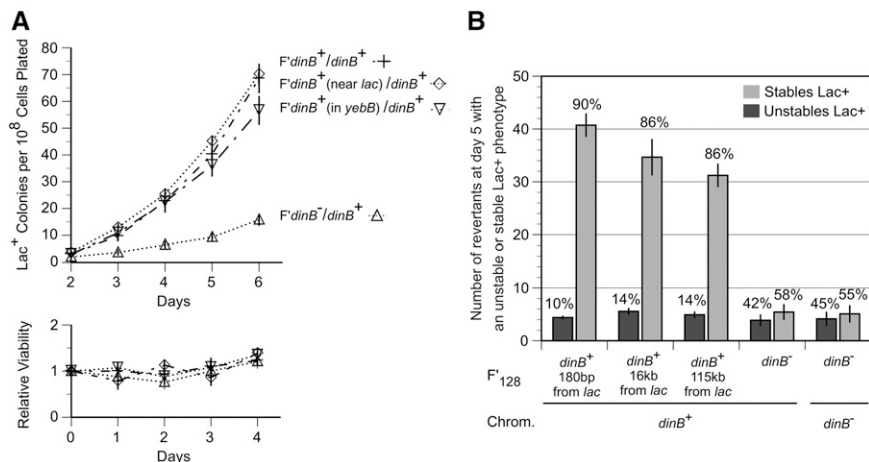 A
Lac+ Colonies per 10^8 Cells Plated
80
70
60
50
40
30
20
10
0
2 3 4 5 6
Days
F'dinB+/dinB+
F'dinB+(near lac)/dinB+
F'dinB+(in yebB)/dinB+
F'dinB-/dinB+
Relative Viability
2
1
0
0 1 2 3 4
Days
B
Number of revertants at day 5 with
an unstable or stable Lac+ phenotype
50
40
30
20
10
0
Stables Lac+
Unstables Lac+
90%
86%
86%
10%
14%
14%
42%
58%
45%
55%
F'128
dinB+
180bp
from lac
dinB+
16kb
from lac
dinB+
115kb
from lac
dinB-
dinB-
Chrom.
dinB+
dinB-